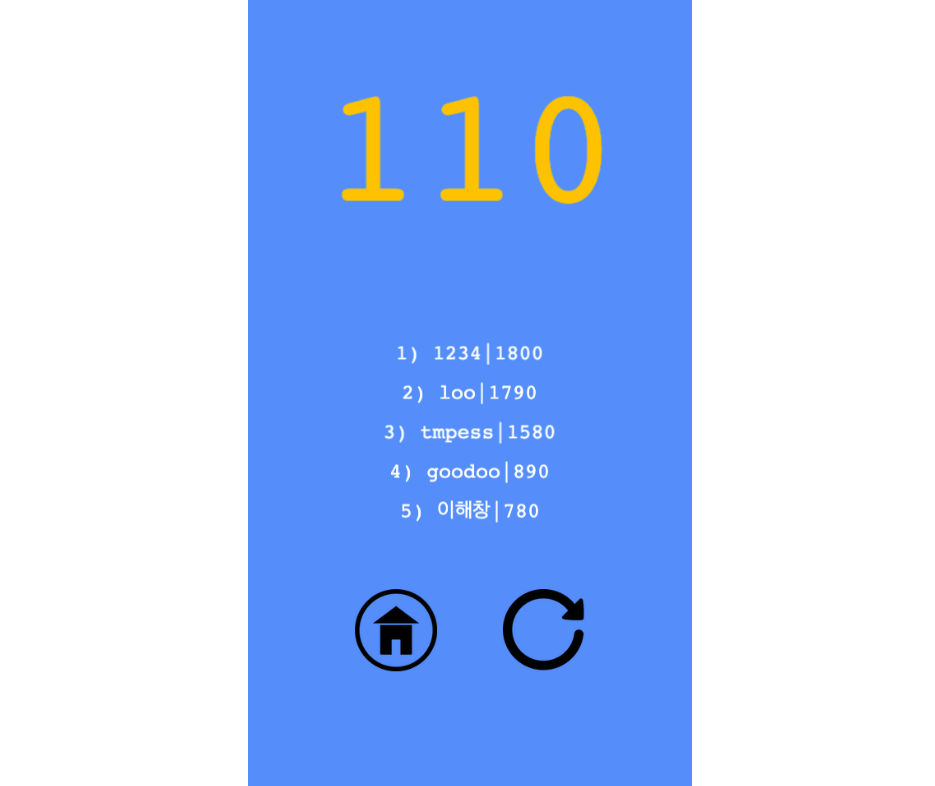 110
1) 1234|1800
2) loo|1790
3) tmpess|1580
4) goodoo|890
5) 이해창|780